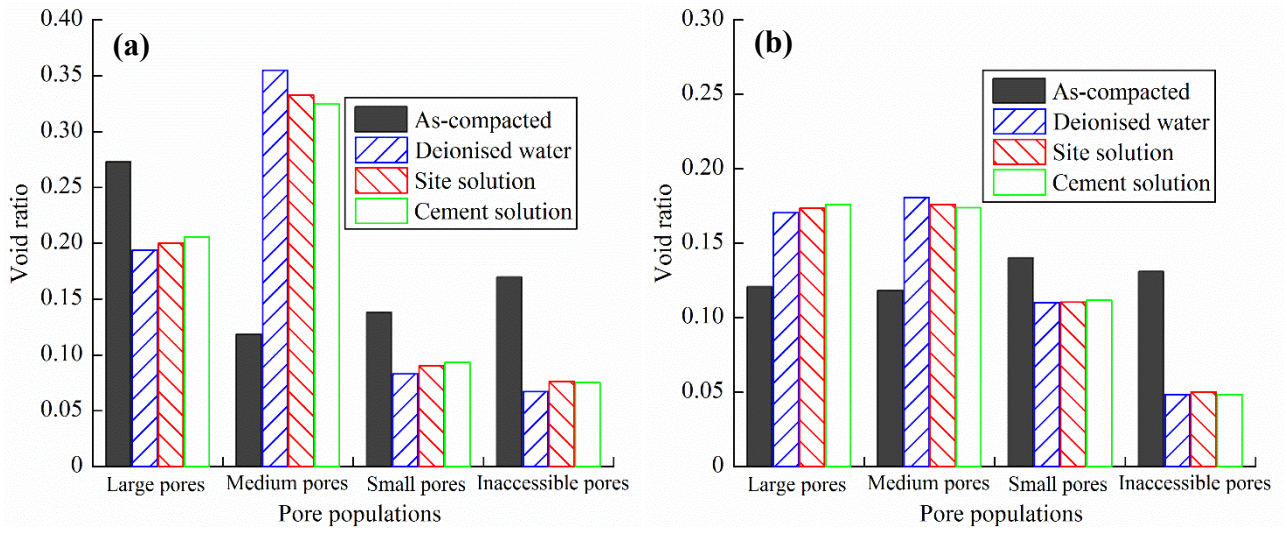 (a)
0.40
0.35
0.30
0.25
0.20
0.15
0.10
0.05
0
Void ratio
As-compacted
Deionised water
Site solution
Cement solution
Large pores Medium pores Small pores Inaccessible pores
Pore populations
(b)
0.30
0.25
0.20
0.15
0.10
0.05
0
Void ratio
As-compacted
Deionised water
Site solution
Cement solution
Large pores Medium pores Small pores Inaccessible pores
Pore populations